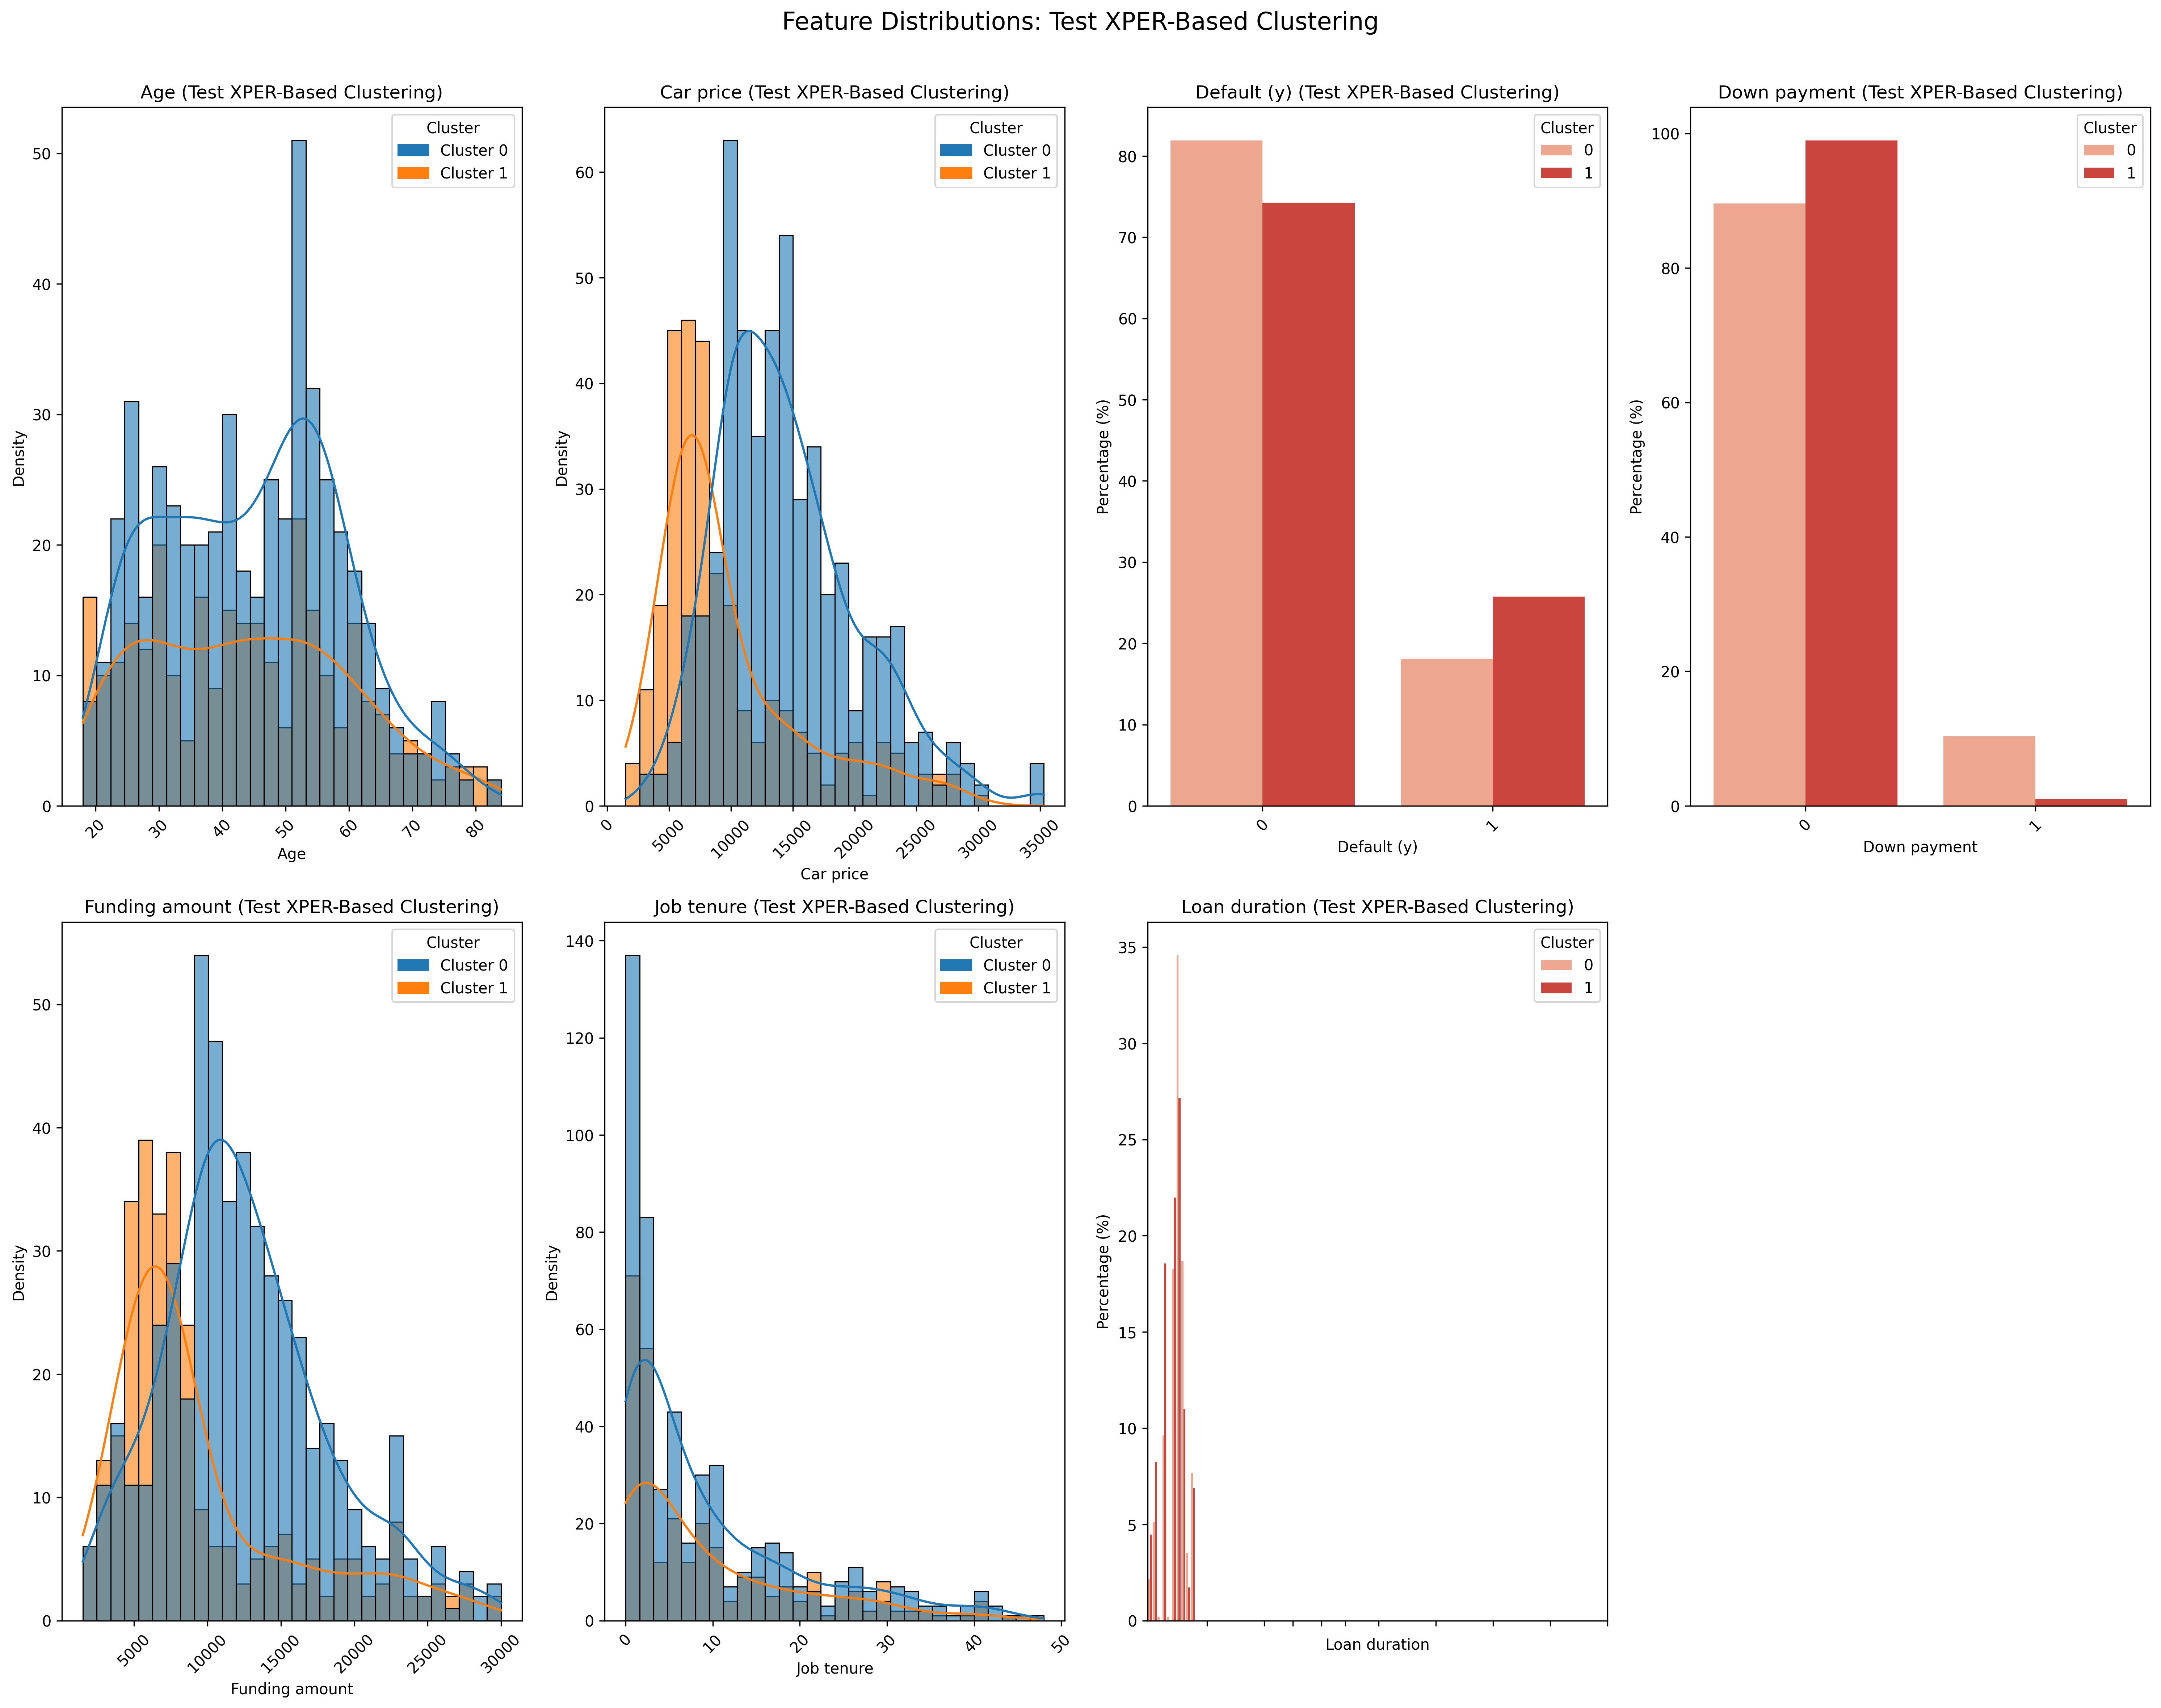 Feature Distributions: Test XPER-Based Clustering
Age (Test XPER-Based Clustering)
Density
50
40
30
20
10
0
Cluster
Cluster 0
Cluster 1
20 30 40 50 60 70 80
Age
Car price (Test XPER-Based Clustering)
Density
60
50
40
30
20
10
0
Cluster
Cluster 0
Cluster 1
0 5000 10000 15000 20000 25000 30000 35000
Car price
Default (y) (Test XPER-Based Clustering)
Percentage (%)
80
70
60
50
40
30
20
10
0
Cluster
0
1
0 1
Default (y)
Down payment (Test XPER-Based Clustering)
Percentage (%)
100
80
60
40
20
0
Cluster
0
1
0 1
Down payment
Funding amount (Test XPER-Based Clustering)
Density
50
40
30
20
10
0
Cluster
Cluster 0
Cluster 1
5000 10000 15000 20000 25000 30000
Funding amount
Job tenure (Test XPER-Based Clustering)
Density
140
120
100
80
60
40
20
0
Cluster
Cluster 0
Cluster 1
0 10 20 30 40 50
Job tenure
Loan duration (Test XPER-Based Clustering)
Percentage (%)
35
30
25
20
15
10
5
0
Cluster
0
1
Loan duration